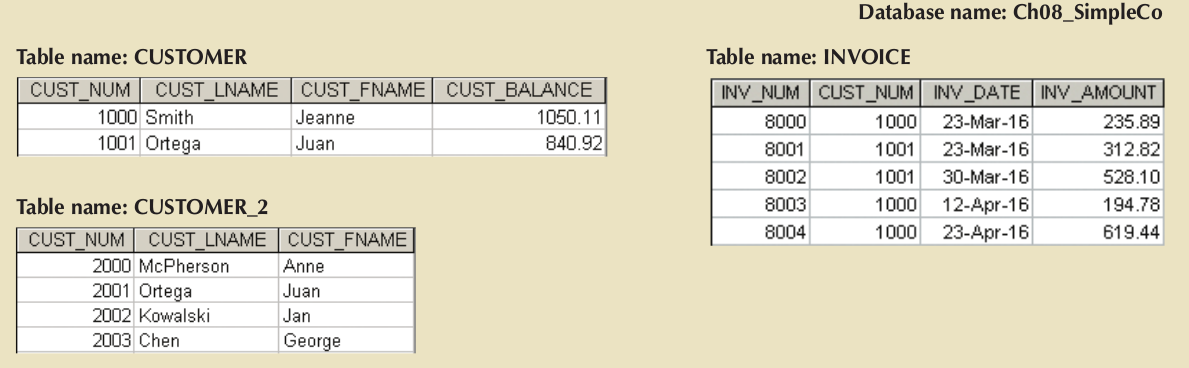 Database name: Ch08_SimpleCo
Table name: CUSTOMER
CUST_NUM CUST_LNAME CUST_FNAME CUST_BALANCE
1000 Smith Jeanne 1050.11
1001 Ortega Juan 840.92
Table name: CUSTOMER_2
CUST_NUM CUST_LNAME CUST_FNAME
2000 McPherson Anne
2001 Ortega Juan
2002 Kowalski Jan
2003 Chen George
Table name: INVOICE
INV_NUM CUST_NUM INV_DATE INV_AMOUNT
8000 1000 23-Mar-16 235.89
8001 1001 23-Mar-16 312.82
8002 1001 30-Mar-16 528.10
8003 1000 12-Apr-16 194.78
8004 1000 23-Apr-16 619.44